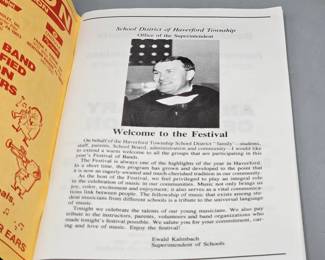 BAND
School District of Haverford Township
Office of the Superintendent
Welcome to the Festival
On behalf of the Haverford Township School District "family"-students,
staff, parents, School Board, administration and community—I would like
to extend a warm welcome to all the groups that are participating in this
year's Festival of Bands.
The Festival is always one of the highlights of the year in Haverford.
In a short time, this program has grown and developed to the point that
it is now an eagerly-awaited and much-cherished tradition in our community.
As the host of the Festival, we feel privileged to play an integral role
in the celebration of music in our communities. Music not only brings us
joy, color, excitement and enjoyment; it also serves as a vital communica-
tions link between people. The fellowship of music that exists among stu-
dent musicians from different schools is a tribute to the universal language
of music.
Tonight we celebrate the talents of our young musicians. We also pay
tribute to the instructors, parents, volunteers and band organizations who
made tonight's festival possible. We salute you for your commitment, car-
ing and love of music. Enjoy the festival!
Ewald Kalmbach
Superintendent of Schools
EARS